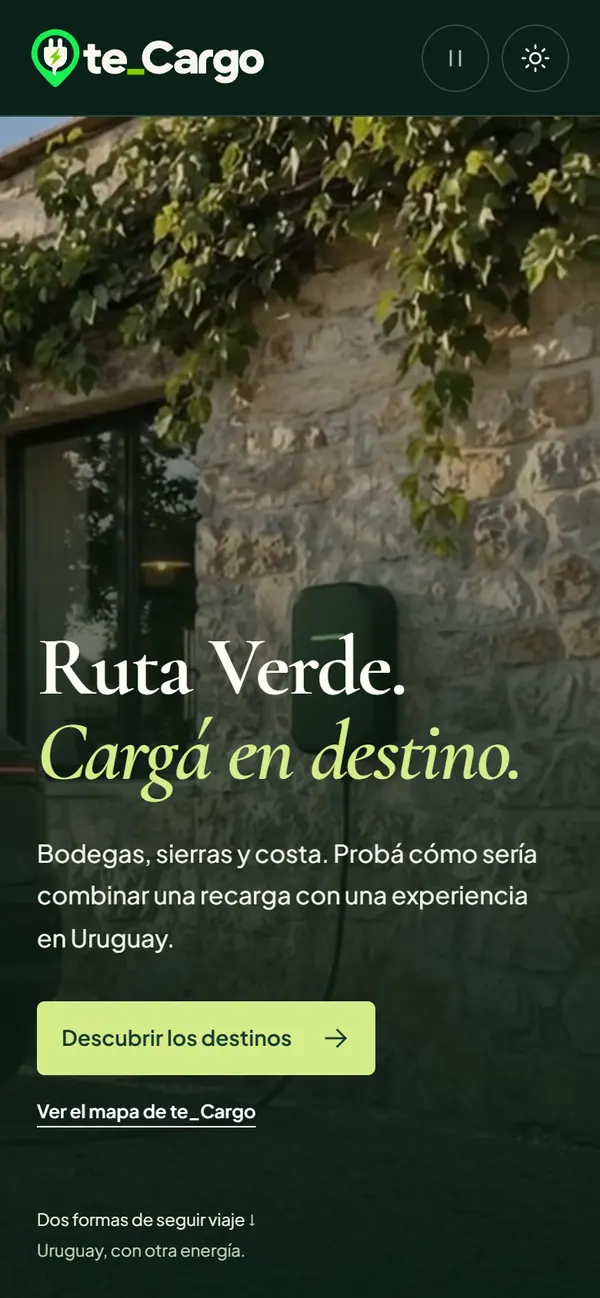 te_Cargo
Ruta Verde.
Cargá en destino.
Bodegas, sierras y costa. Probá cómo sería
combinar una recarga con una experiencia
en Uruguay.
Descubrir los destinos →
Ver el mapa de te_Cargo
Dos formas de seguir viaje ↓
Uruguay, con otra energía.